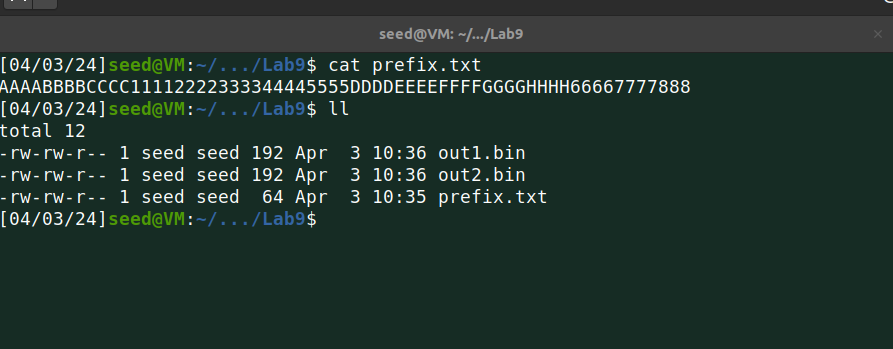 seed@VM: ~/.../Lab9
[04/03/24]seed@VM:~/.../Lab9$ cat prefix.txt
AAAABBBBCCCC11112222333344445555DDDDEEEEFFFFGGGGHHHH66667777888
[04/03/24]seed@VM:~/.../Lab9$ ll
total 12
-rw-rw-r-- 1 seed seed 192 Apr  3 10:36 out1.bin
-rw-rw-r-- 1 seed seed 192 Apr  3 10:36 out2.bin
-rw-rw-r-- 1 seed seed  64 Apr  3 10:35 prefix.txt
[04/03/24]seed@VM:~/.../Lab9$